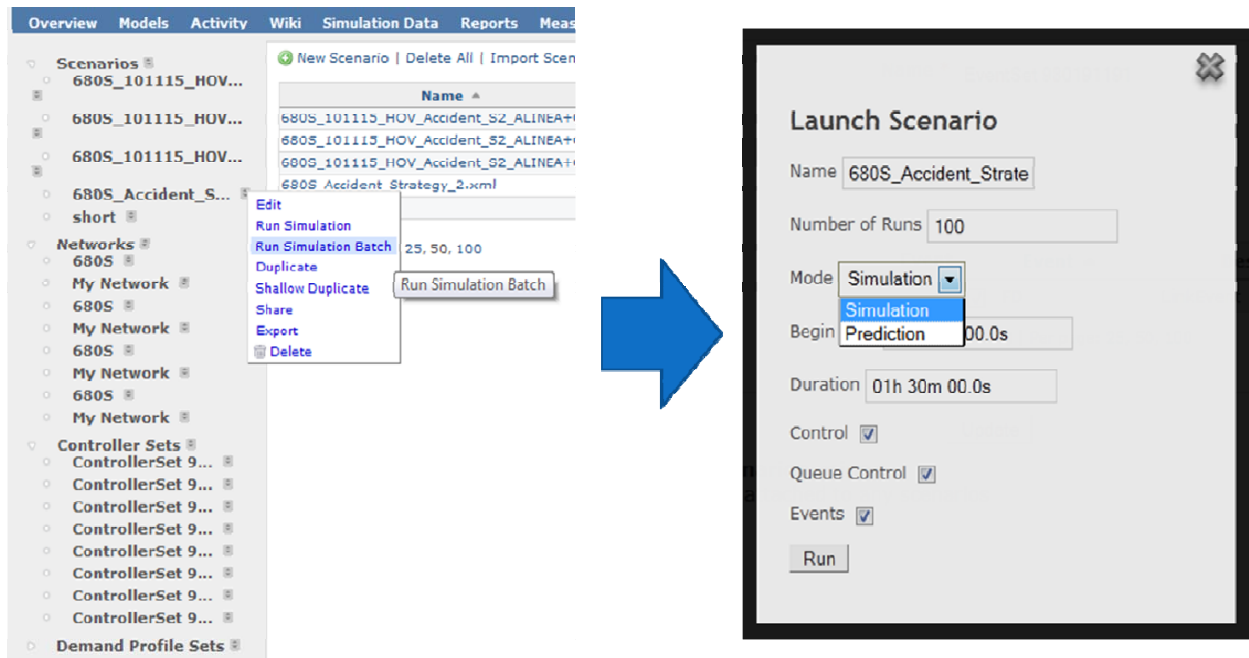 Overview Models Activity Wiki Simulation Data Reports Meas
Scenarios
680S_101115_HOV...
680S_101115_HOV...
680S_101115_HOV...
680S_Accident_S...
short
Networks
680S
My Network
680S
My Network
680S
My Network
680S
My Network
Controller Sets
ControllerSet 9...
ControllerSet 9...
ControllerSet 9...
ControllerSet 9...
ControllerSet 9...
ControllerSet 9...
ControllerSet 9...
ControllerSet 9...
Demand Profile Sets
New Scenario | Delete All | Import Scen
Name
680S_101115_HOV_Accident_S2_ALINEA+
680S_101115_HOV_Accident_S2_ALINEA+
680S_101115_HOV_Accident_S2_ALINEA+
680S_Accident_Strategy_2.xml
25, 50, 100
Edit
Run Simulation
Run Simulation Batch
Duplicate
Shallow Duplicate
Share
Export
Delete
Run Simulation Batch
Launch Scenario
Name 680S_Accident_Strate
Number of Runs 100
Mode Simulation
Simulation
Prediction
Begin 00.0s
Duration 01h 30m 00.0s
Control
Queue Control
Events
Run